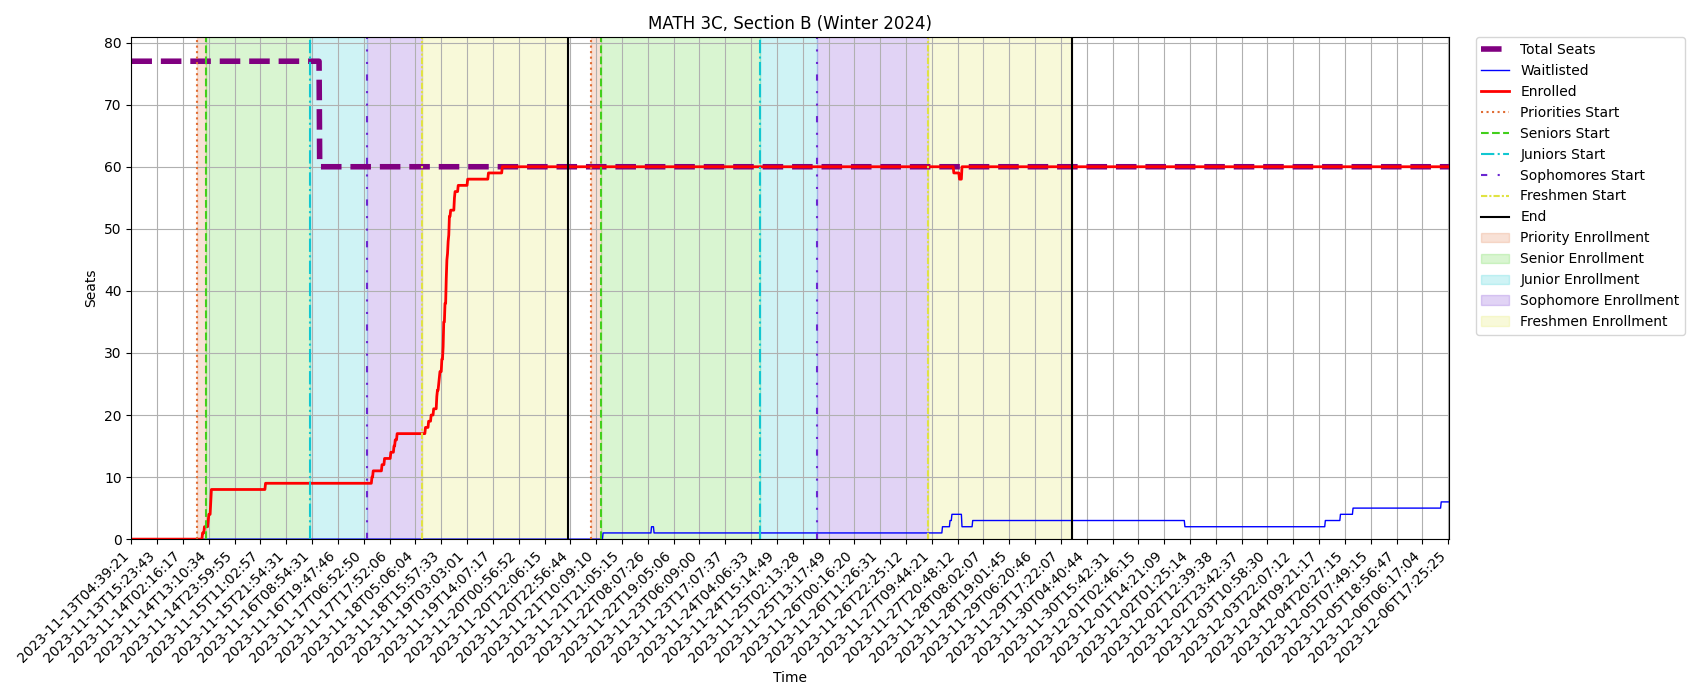 MATH 3C, Section B (Winter 2024)
80
70
60
50
40
30
20
10
0
Seats
2023-11-13T04:39:21
2023-11-13T15:23:43
2023-11-14T02:16:17
2023-11-14T13:10:34
2023-11-14T23:59:55
2023-11-15T11:02:57
2023-11-15T21:54:31
2023-11-16T08:54:31
2023-11-16T19:47:46
2023-11-17T06:52:50
2023-11-17T17:52:06
2023-11-18T05:06:04
2023-11-18T15:57:33
2023-11-19T03:03:01
2023-11-19T14:07:17
2023-11-20T00:56:52
2023-11-20T12:06:15
2023-11-20T22:56:44
2023-11-21T10:09:10
2023-11-21T21:05:15
2023-11-22T08:07:26
2023-11-22T19:05:06
2023-11-23T06:09:00
2023-11-23T17:07:37
2023-11-24T04:06:33
2023-11-24T15:14:49
2023-11-25T02:13:28
2023-11-25T13:17:49
2023-11-26T00:16:20
2023-11-26T11:26:31
2023-11-26T22:25:12
2023-11-27T09:44:21
2023-11-27T20:48:12
2023-11-28T08:02:07
2023-11-28T19:01:45
2023-11-29T06:20:46
2023-11-29T17:22:07
2023-11-30T04:40:44
2023-11-30T15:42:31
2023-12-01T02:46:15
2023-12-01T14:21:09
2023-12-02T01:25:14
2023-12-02T12:39:38
2023-12-02T23:42:37
2023-12-03T10:58:30
2023-12-03T22:07:12
2023-12-04T09:21:17
2023-12-04T20:27:15
2023-12-05T07:49:15
2023-12-05T18:56:47
2023-12-06T06:17:04
2023-12-06T17:25:25
Time
Total Seats
Waitlisted
Enrolled
Priorities Start
Seniors Start
Juniors Start
Sophomores Start
Freshmen Start
End
Priority Enrollment
Senior Enrollment
Junior Enrollment
Sophomore Enrollment
Freshmen Enrollment